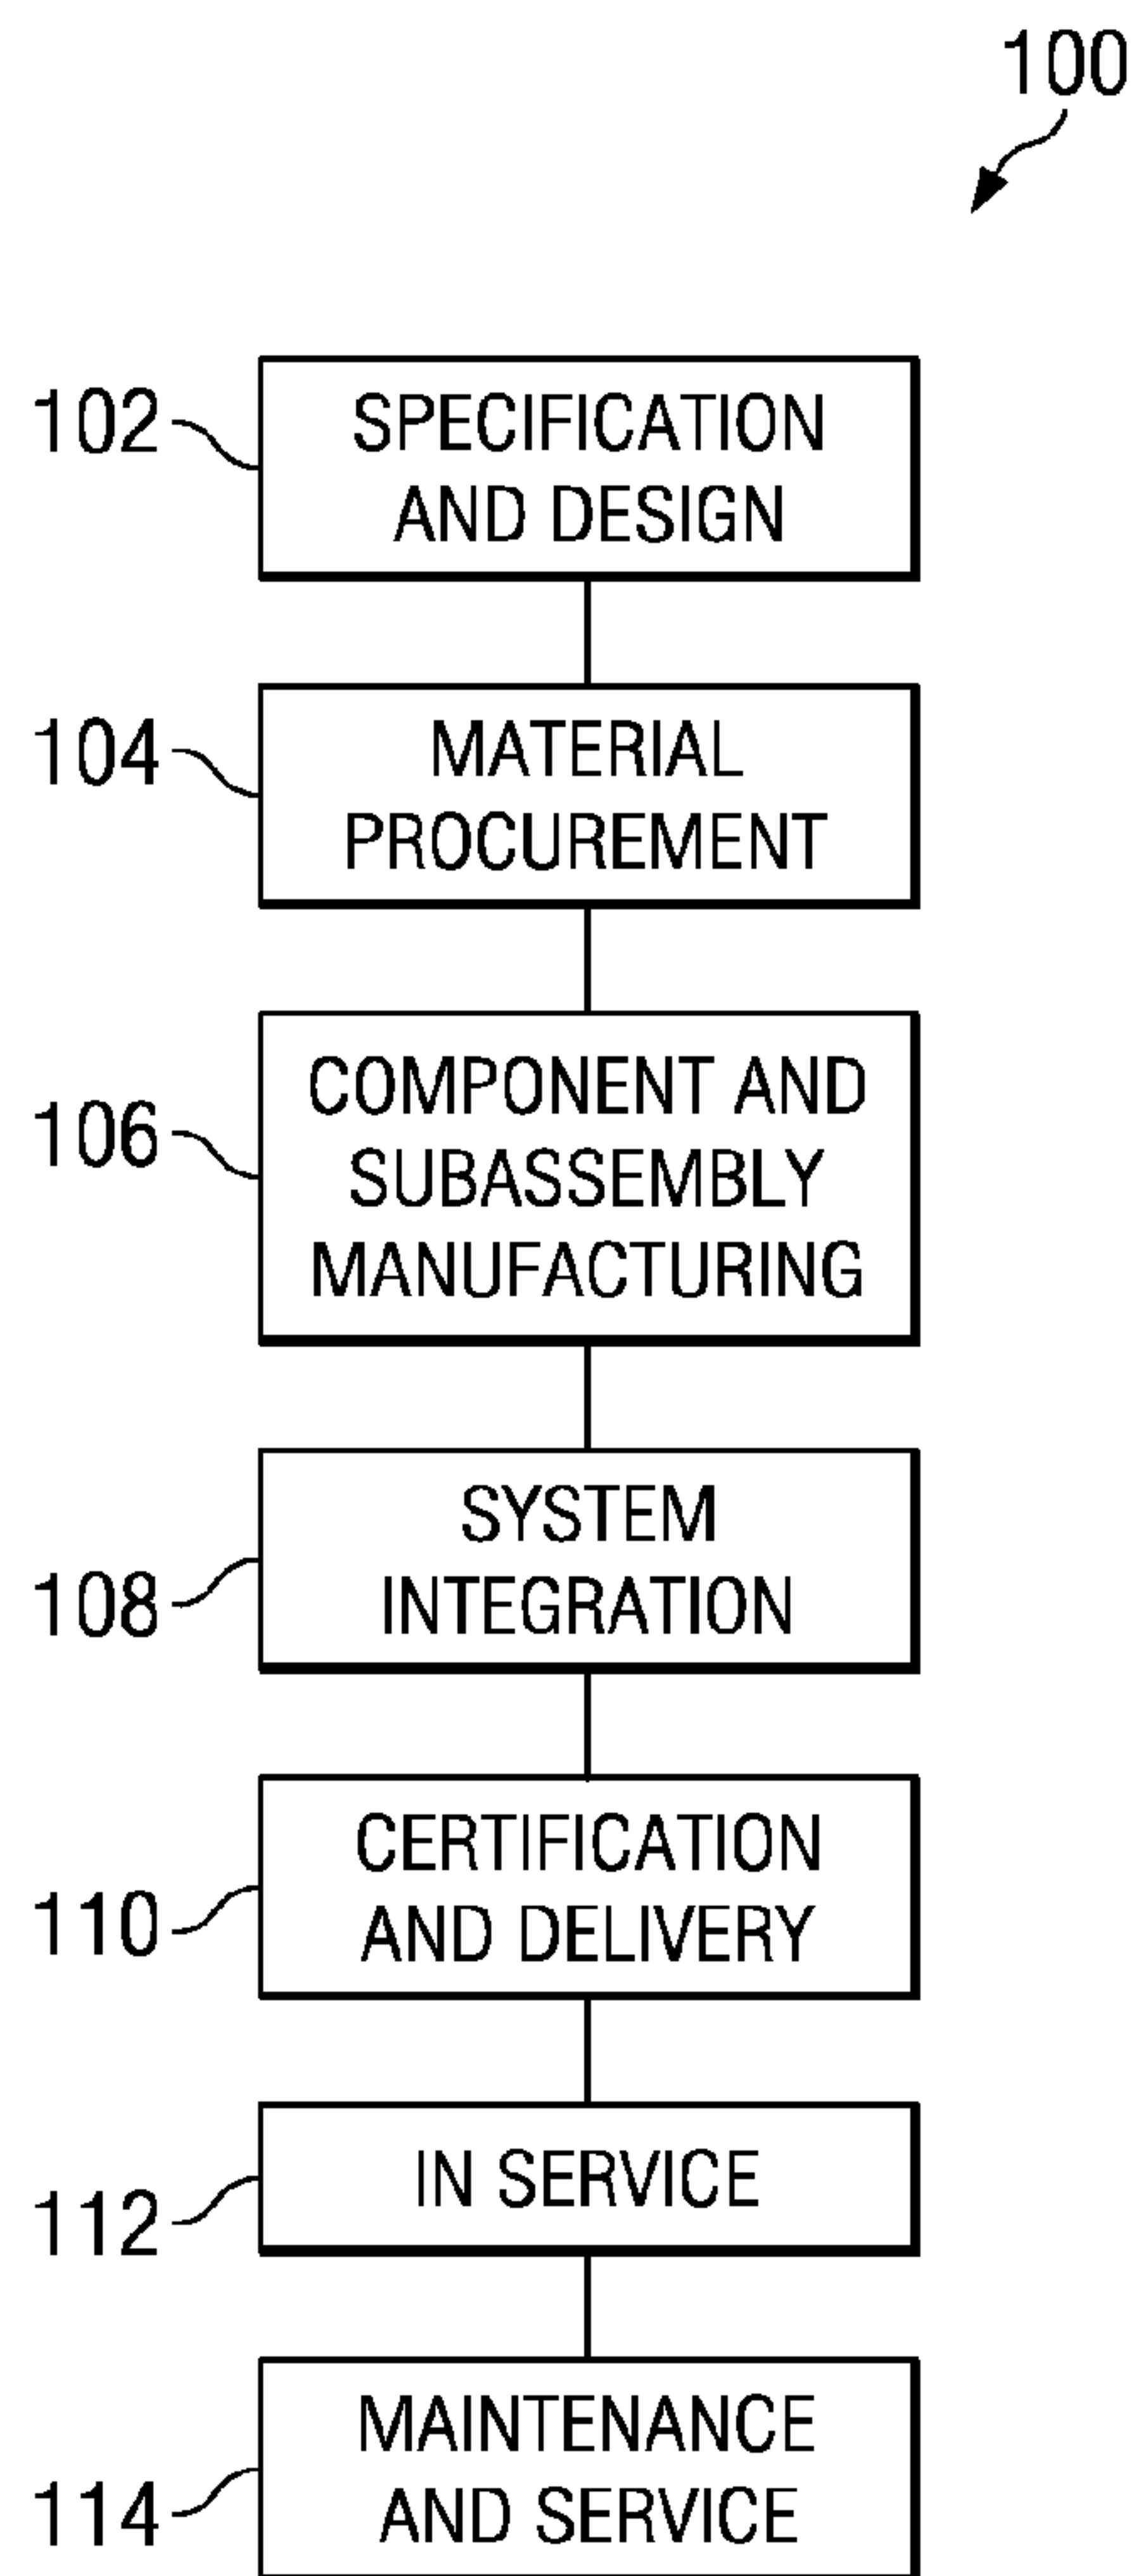 100
102
SPECIFICATION
AND DESIGN
104
MATERIAL
PROCUREMENT
106
COMPONENT AND
SUBASSEMBLY
MANUFACTURING
108
SYSTEM
INTEGRATION
110
CERTIFICATION
AND DELIVERY
112
IN SERVICE
114
MAINTENANCE
AND SERVICE